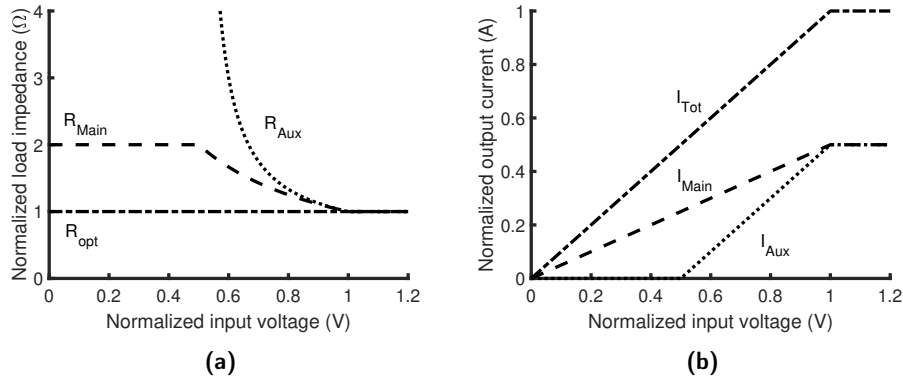 Normalized load impedance (Ω)
4
3
2
1
0
R_Main
R_Aux
R_opt
0 0.2 0.4 0.6 0.8 1 1.2
Normalized input voltage (V)
(a)
Normalized output current (A)
1
0.8
0.6
0.4
0.2
0
I_Tot
I_Main
I_Aux
0 0.2 0.4 0.6 0.8 1 1.2
Normalized input voltage (V)
(b)